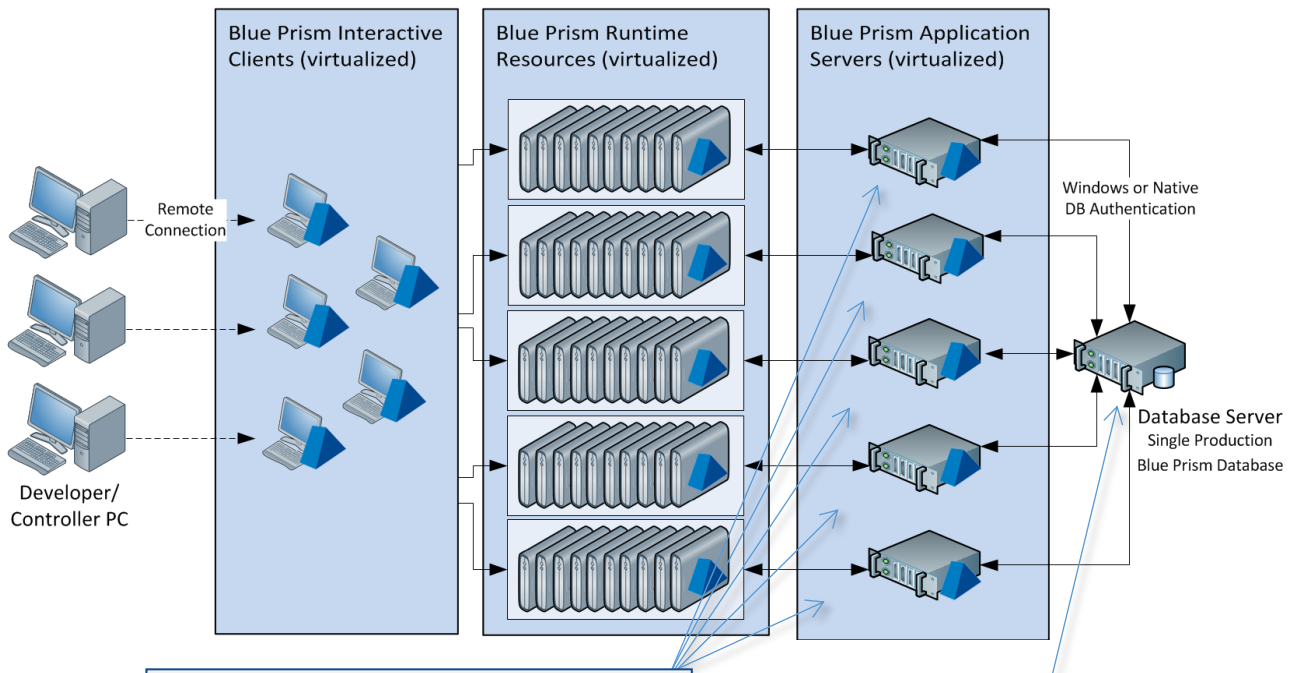 Blue Prism Interactive
Clients (virtualized)
Blue Prism Runtime
Resources (virtualized)
Blue Prism Application
Servers (virtualized)
Remote
Connection
Windows or Native
DB Authentication
Developer/
Controller PC
Database Server
Single Production
Blue Prism Database